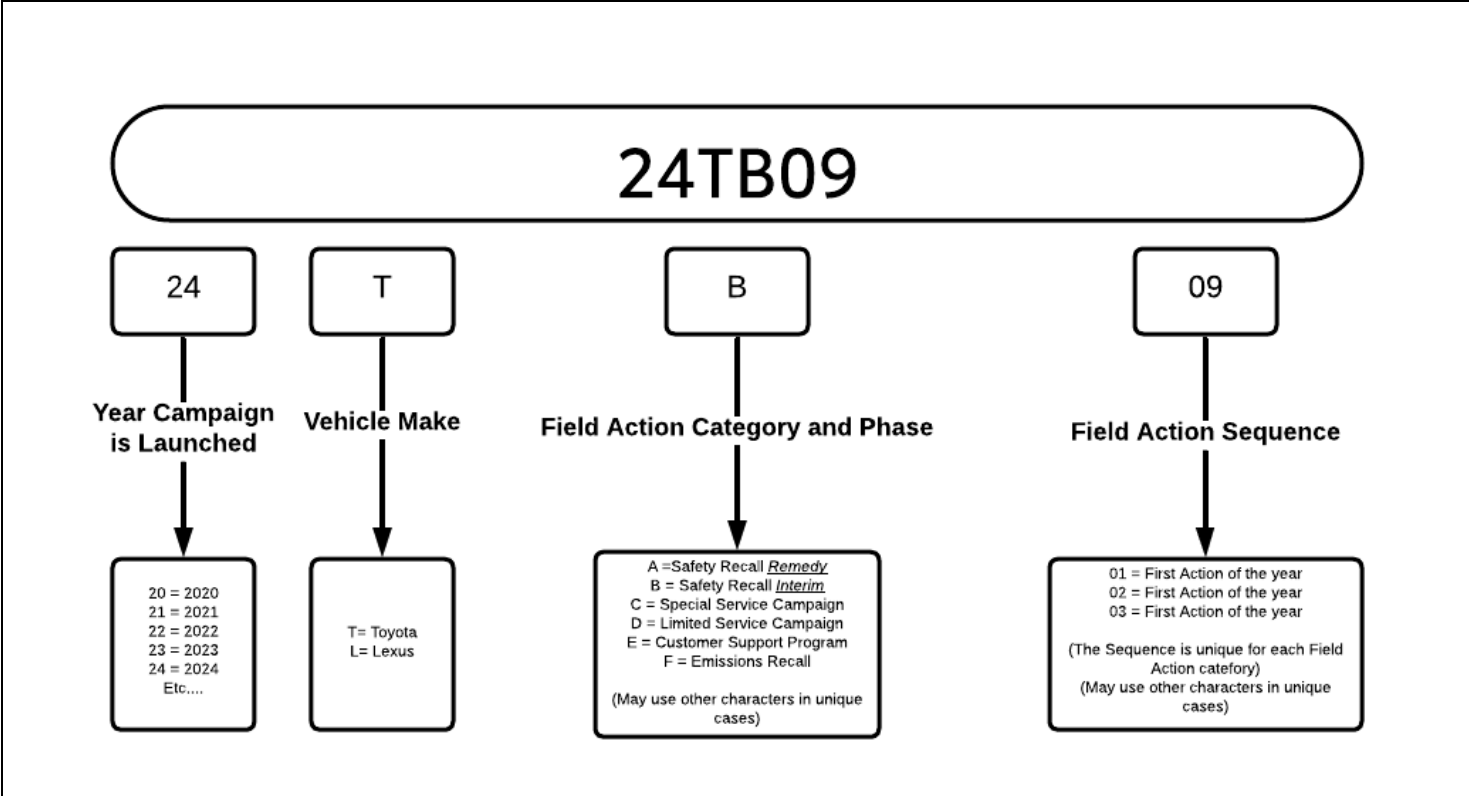 24TB09
24
T
B
09
Year Campaign
is Launched
Vehicle Make
Field Action Category and Phase
Field Action Sequence
20 = 2020
21 = 2021
22 = 2022
23 = 2023
24 = 2024
Etc....
T= Toyota
L= Lexus
A =Safety Recall Remedy
B = Safety Recall Interim
C = Special Service Campaign
D = Limited Service Campaign
E = Customer Support Program
F = Emissions Recall
(May use other characters in unique
cases)
01 = First Action of the year
02 = First Action of the year
03 = First Action of the year
(The Sequence is unique for each Field
Action catefory)
(May use other characters in unique
cases)